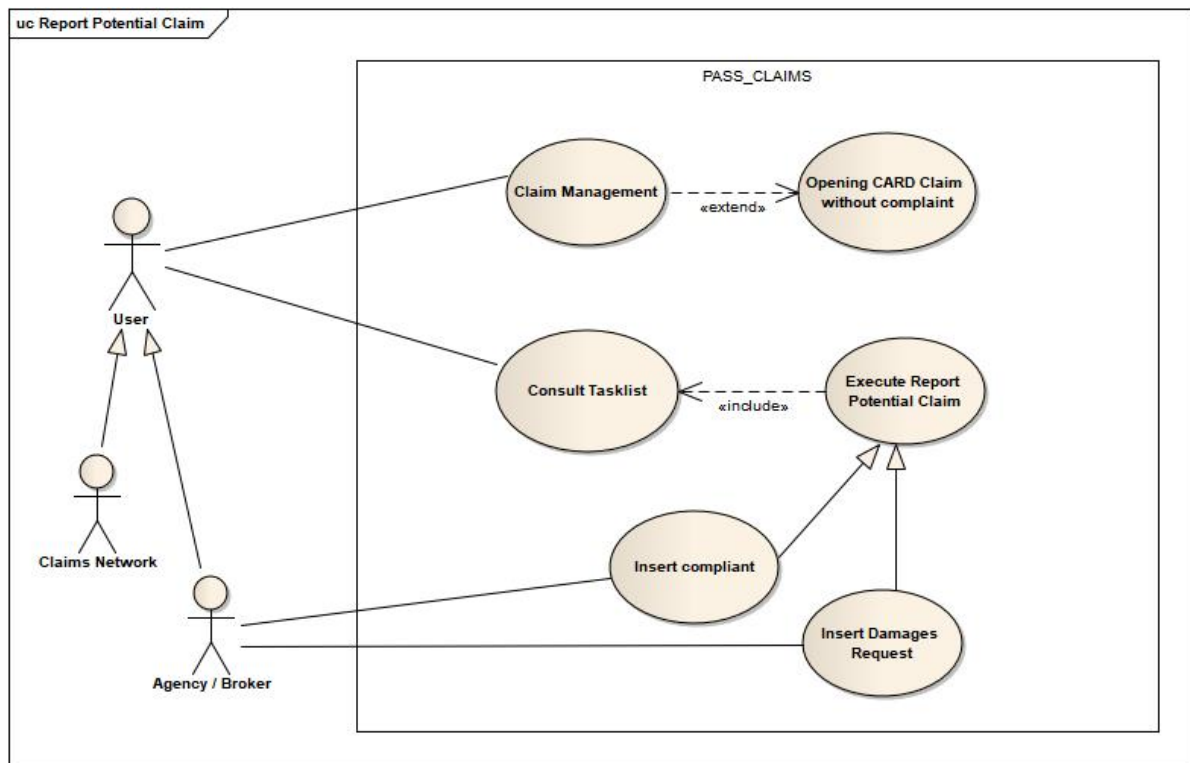 uc Report Potential Claim
PASS_CLAIMS
Claim Management
«extend»
Opening CARD Claim
without complaint
User
Consult Tasklist
«include»
Execute Report
Potential Claim
Claims Network
Insert compliant
Agency / Broker
Insert Damages
Request